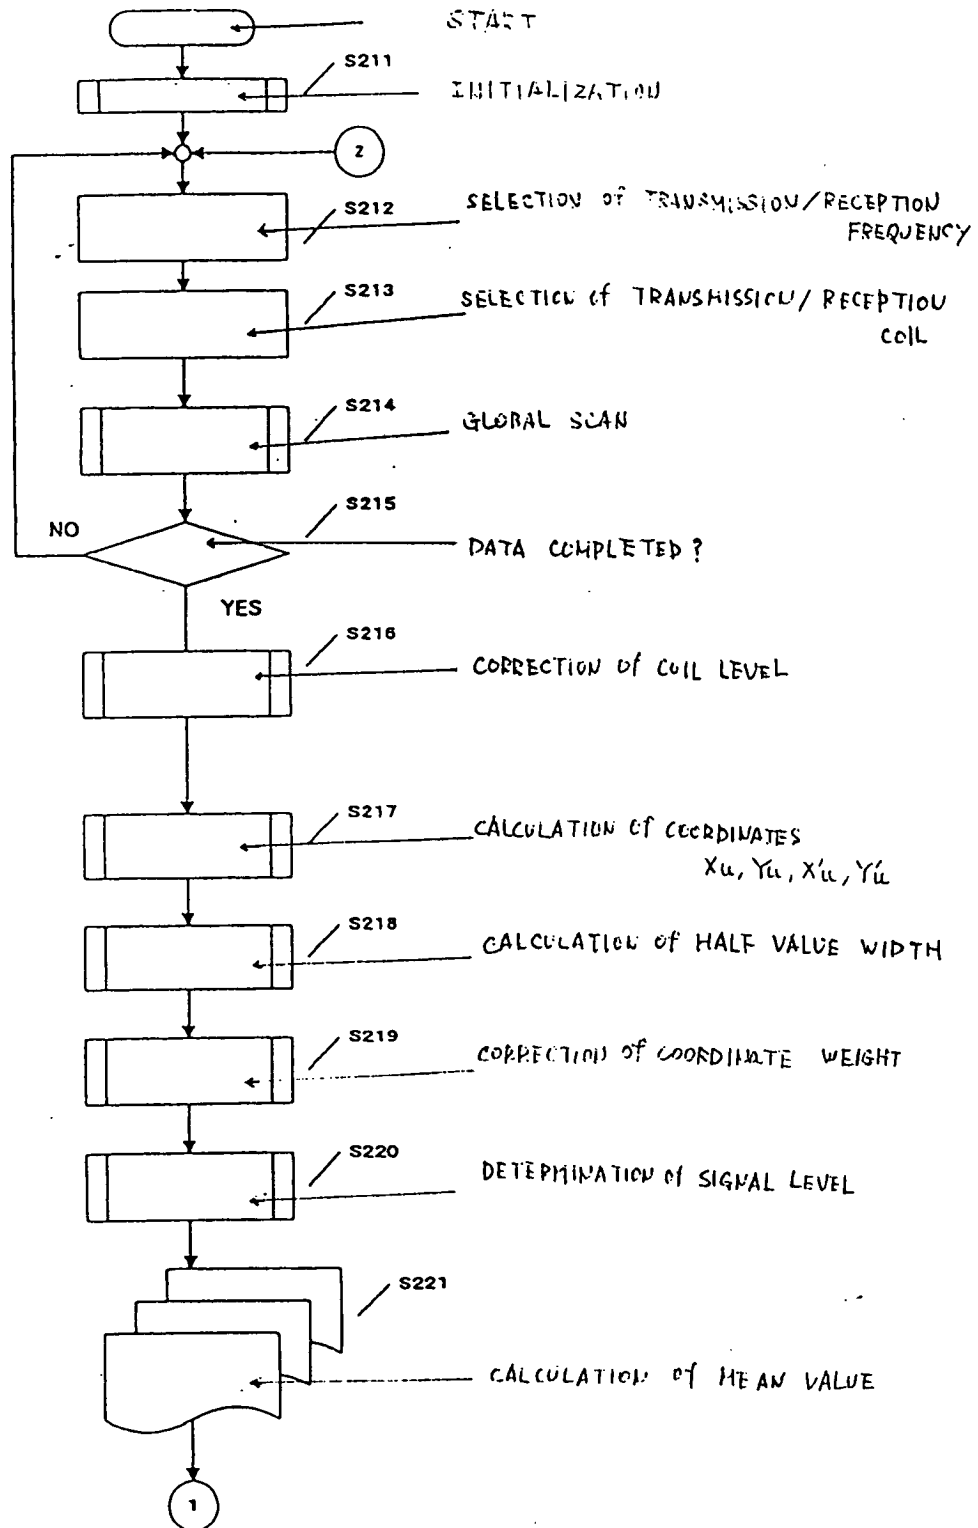 START
S211
INITIALIZATION
2
S212
SELECTION of TRANSMISSION/RECEPTION
FREQUENCY
S213
SELECTION of TRANSMISSION/RECEPTION
COIL
S214
GLOBAL SCAN
S215
NO
DATA COMPLETED?
YES
S216
CORRECTION of COIL LEVEL
S217
CALCULATION of COORDINATES
Xu, Yu, X'u, Y'u
S218
CALCULATION of HALF VALUE WIDTH
S219
CORRECTION of COORDINATE WEIGHT
S220
DETERMINATION of SIGNAL LEVEL
S221
CALCULATION of MEAN VALUE
1